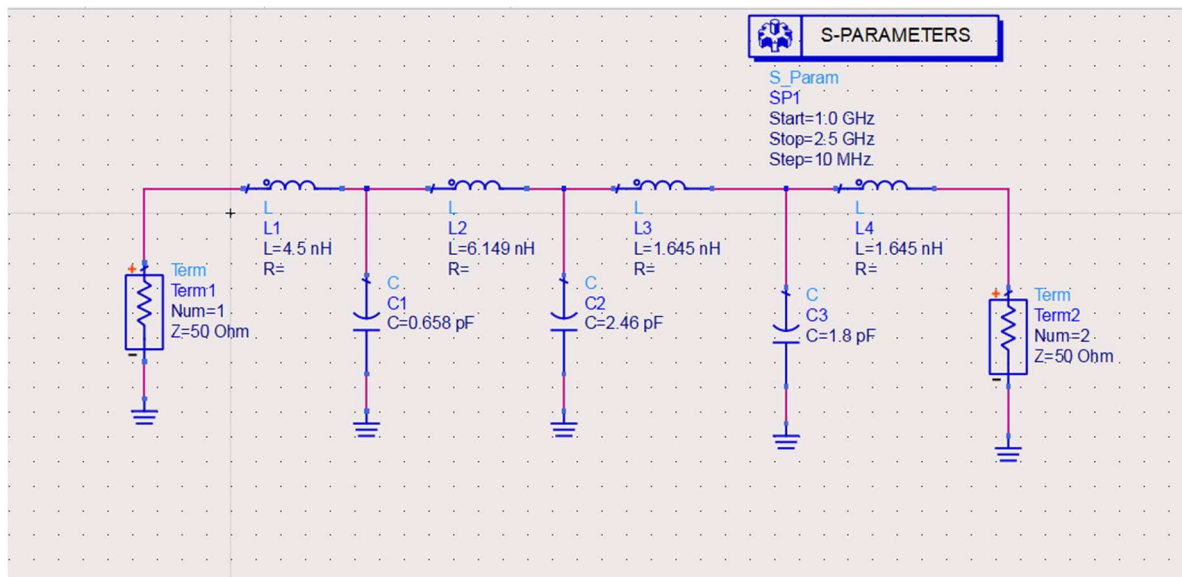 S-PARAMETERS
S_Param
SP1
Start=1.0 GHz
Stop=2.5 GHz
Step=10 MHz
L
L1
L=4.5 nH
R=
L
L2
L=6.149 nH
R=
L
L3
L=1.645 nH
R=
L
L4
L=1.645 nH
R=
Term
Term1
Num=1
Z=50 Ohm
C
C1
C=0.658 pF
C
C2
C=2.46 pF
C
C3
C=1.8 pF
Term
Term2
Num=2
Z=50 Ohm